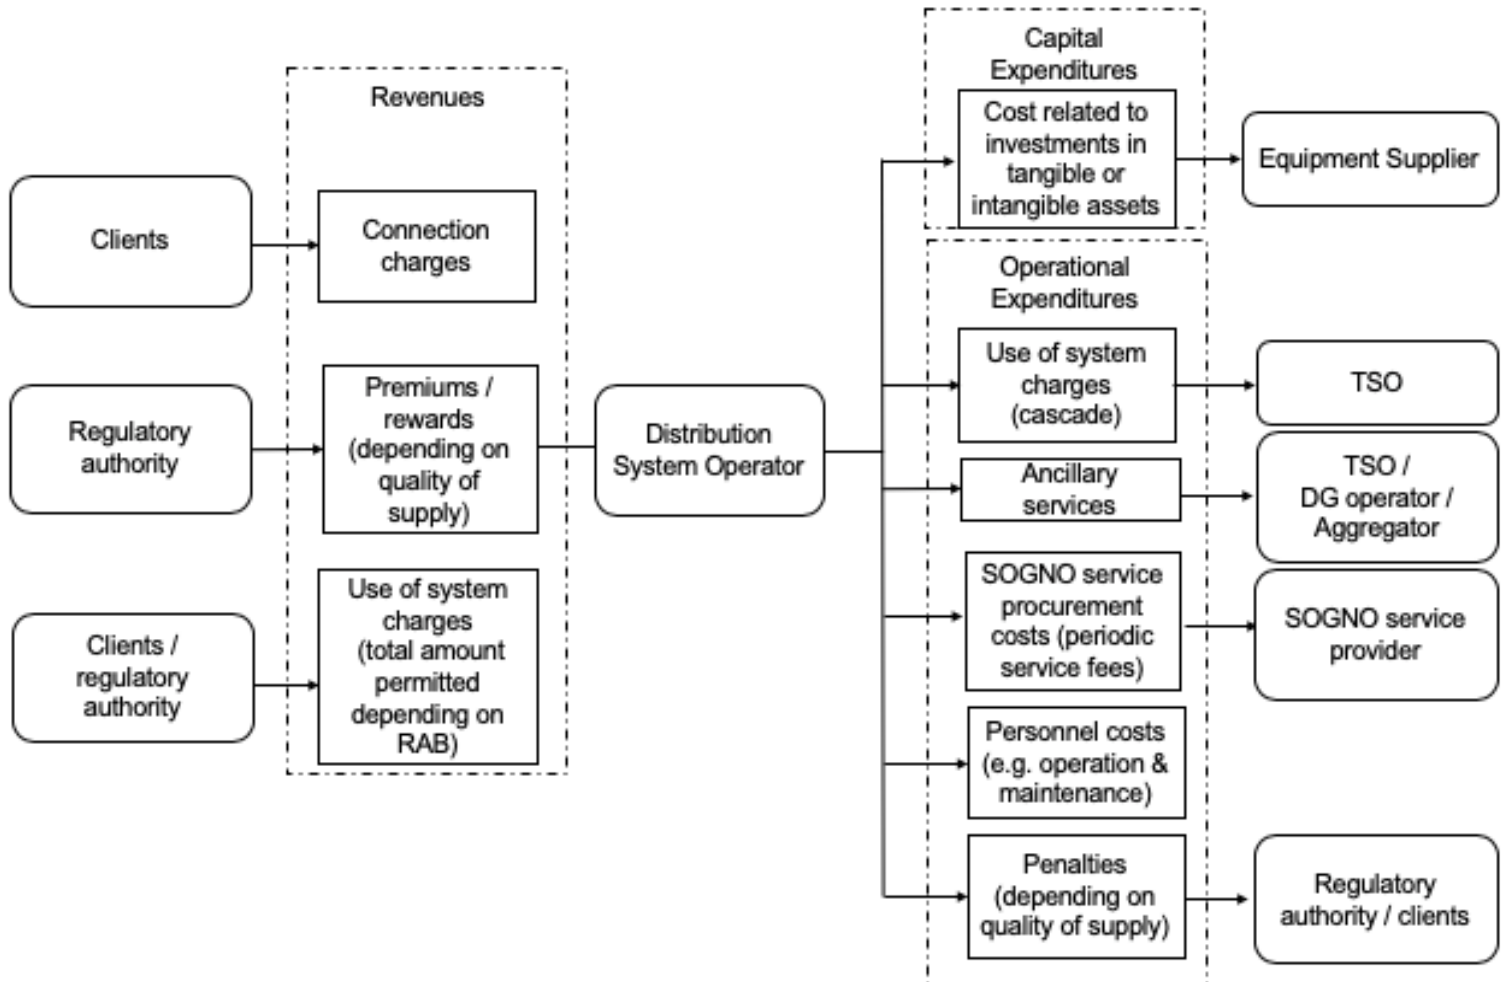 Revenues
Clients
Connection
charges
Regulatory
authority
Premiums /
rewards
(depending on
quality of
supply)
Clients /
regulatory
authority
Use of system
charges
(total amount
permitted
depending on
RAB)
Distribution
System Operator
Capital
Expenditures
Cost related to
investments in
tangible or
intangible assets
Equipment Supplier
Operational
Expenditures
Use of system
charges
(cascade)
TSO
Ancillary
services
TSO /
DG operator /
Aggregator
SOGNO service
procurement
costs (periodic
service fees)
SOGNO service
provider
Personnel costs
(e.g. operation &
maintenance)
Penalties
(depending on
quality of supply)
Regulatory
authority / clients